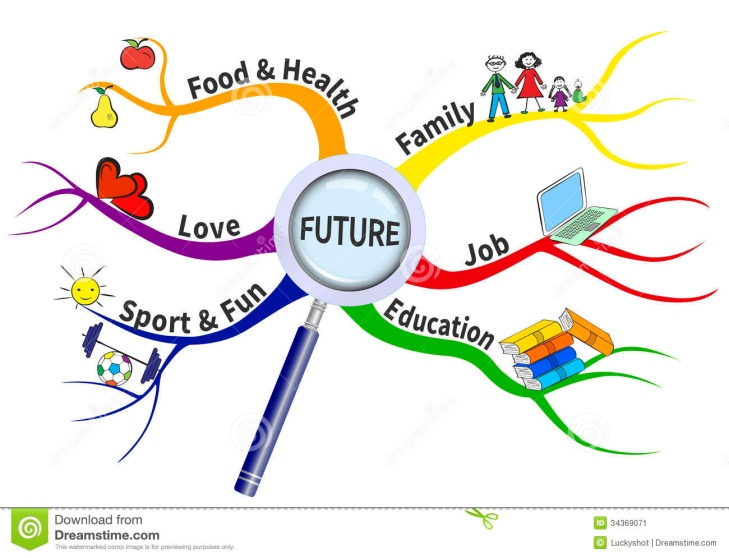 Food & Health
Family
Love
FUTURE
Job
Sport & Fun
Education
Download from
Dreamstime.com
This watermarked comp image is for previewing purposes only.
ID 34369071
© Luckyshot | Dreamstime.com